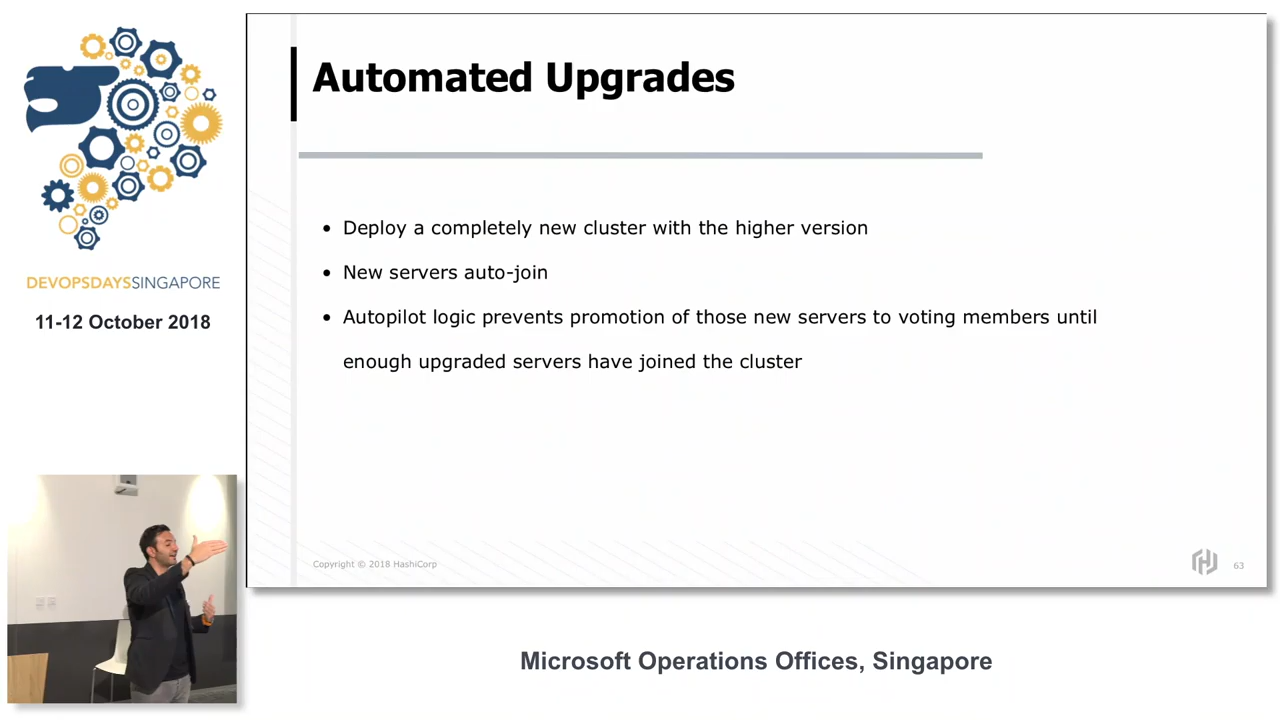 DEVOPSDAYSSINGAPORE
11-12 October 2018
Automated Upgrades
• Deploy a completely new cluster with the higher version
• New servers auto-join
• Autopilot logic prevents promotion of those new servers to voting members until
enough upgraded servers have joined the cluster
Copyright © 2018 HashiCorp
63
Microsoft Operations Offices, Singapore